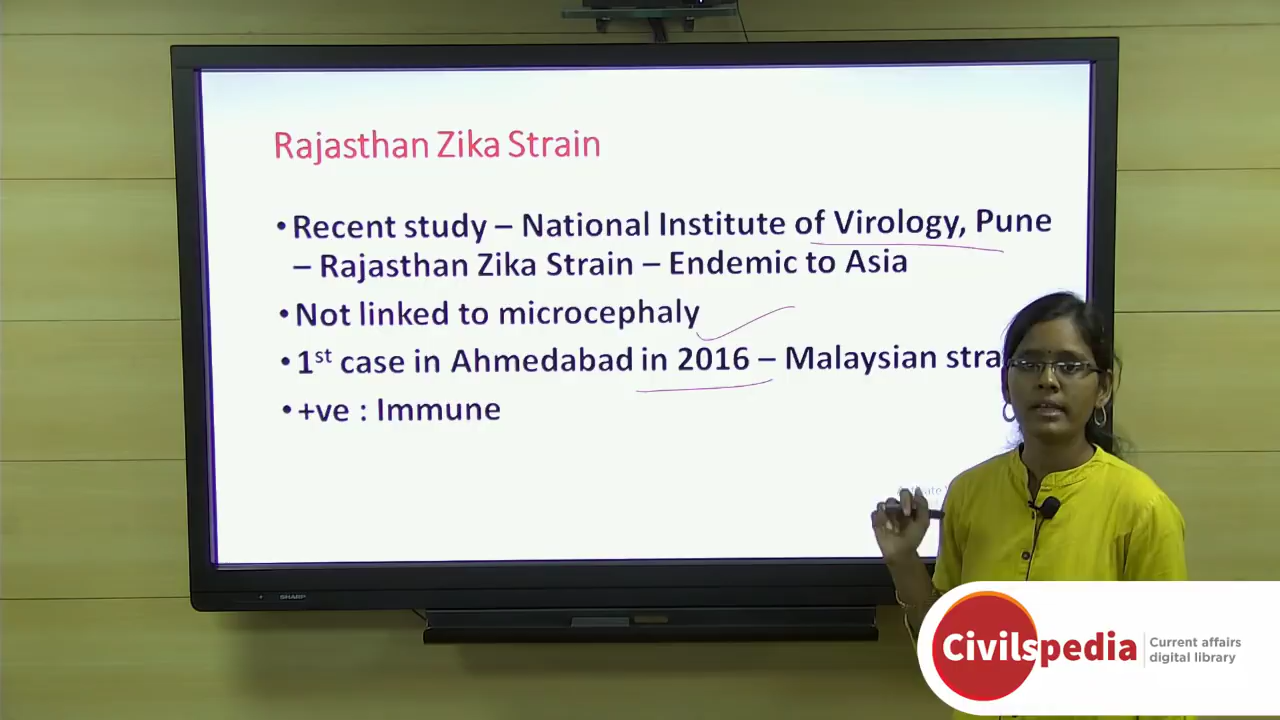 Rajasthan Zika Strain
•Recent study – National Institute of Virology, Pune
– Rajasthan Zika Strain – Endemic to Asia
•Not linked to microcephaly
•1st case in Ahmedabad in 2016 – Malaysian stra
•+ve : Immune
SHARP
Civilspedia
Current affairs
digital library